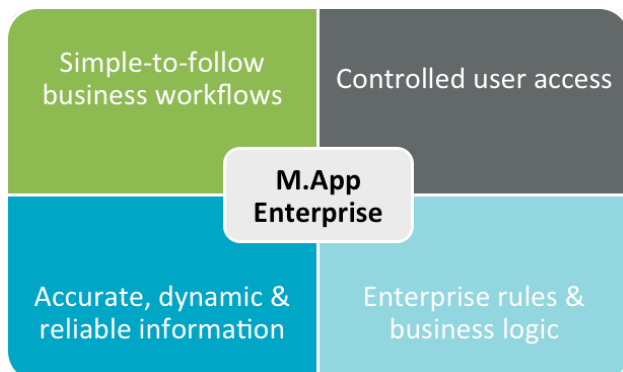 Simple-to-follow
business workflows
Controlled user access
M.App
Enterprise
Accurate, dynamic &
reliable information
Enterprise rules &
business logic